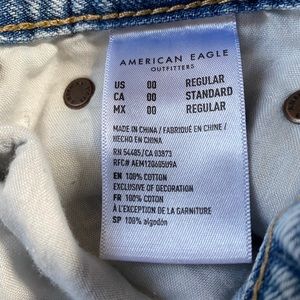 AMERICAN EAGLE
OUTFITTERS
US 00 REGULAR
CA 00 STANDARD
MX 00 REGULAR
MADE IN CHINA / FABRIQUÉ EN CHINE /
HECHO EN CHINA
RN 54485/CA 03973
RFC# AEM120605U9A
EN 100% COTTON
EXCLUSIVE OF DECORATION
FR 100% COTON
À L'EXCEPTION DE LA GARNITURE
SP 100% algodón